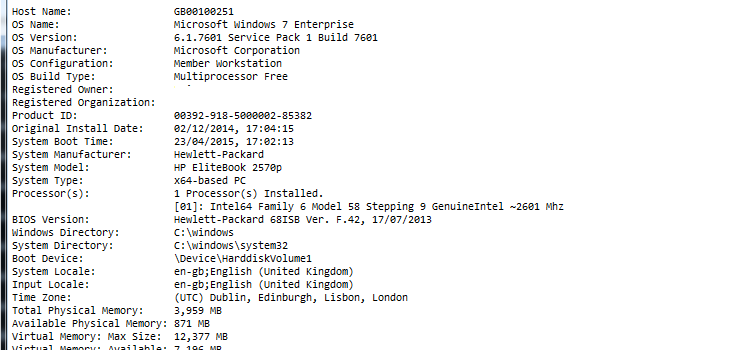 Host Name: GB00100251
OS Name: Microsoft Windows 7 Enterprise
OS Version: 6.1.7601 Service Pack 1 Build 7601
OS Manufacturer: Microsoft Corporation
OS Configuration: Member Workstation
OS Build Type: Multiprocessor Free
Registered Owner:
Registered Organization:
Product ID: 00392-918-5000002-85382
Original Install Date: 02/12/2014, 17:04:15
System Boot Time: 23/04/2015, 17:02:13
System Manufacturer: Hewlett-Packard
System Model: HP EliteBook 2570p
System Type: x64-based PC
Processor(s): 1 Processor(s) Installed.
[01]: Intel64 Family 6 Model 58 Stepping 9 GenuineIntel ~2601 Mhz
BIOS Version: Hewlett-Packard 68ISB Ver. F.42, 17/07/2013
Windows Directory: C:\windows
System Directory: C:\windows\system32
Boot Device: \Device\HarddiskVolume1
System Locale: en-gb;English (United Kingdom)
Input Locale: en-gb;English (United Kingdom)
Time Zone: (UTC) Dublin, Edinburgh, Lisbon, London
Total Physical Memory: 3,959 MB
Available Physical Memory: 871 MB
Virtual Memory: Max Size: 12,377 MB
Virtual Memory: Available: 7,196 MB